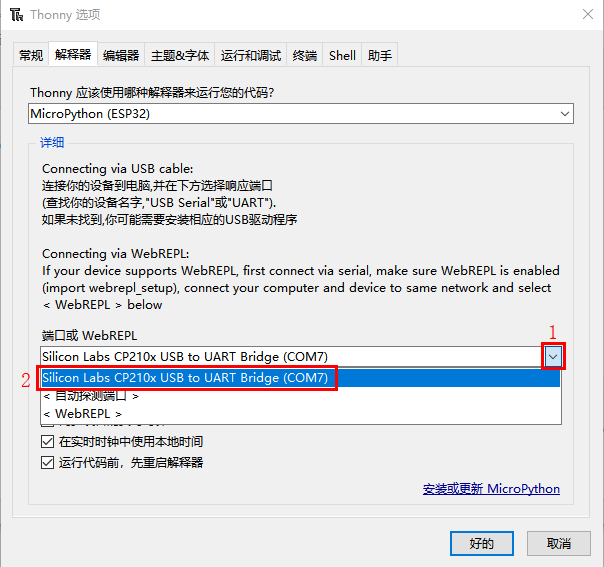 Thonny 选项
常规 解释器 编辑器 主题&字体 运行和调试 终端 Shell 助手
Thonny 应该使用哪种解释器来运行您的代码？
MicroPython (ESP32)
详细
Connecting via USB cable:
连接你的设备到电脑,并在下方选择响应端口
(查找你的设备名字,"USB Serial"或"UART").
如果未找到,你可能需要安装相应的USB驱动程序
Connecting via WebREPL:
If your device supports WebREPL, first connect via serial, make sure WebREPL is enabled
(import webrepl_setup), connect your computer and device to same network and select
< WebREPL > below
1
端口或 WebREPL
Silicon Labs CP210x USB to UART Bridge (COM7)
2 Silicon Labs CP210x USB to UART Bridge (COM7)
< 自动探测端口 >
< WebREPL >
在实时时钟中使用本地时间
运行代码前，先重启解释器
安装或更新 MicroPython
好的 取消